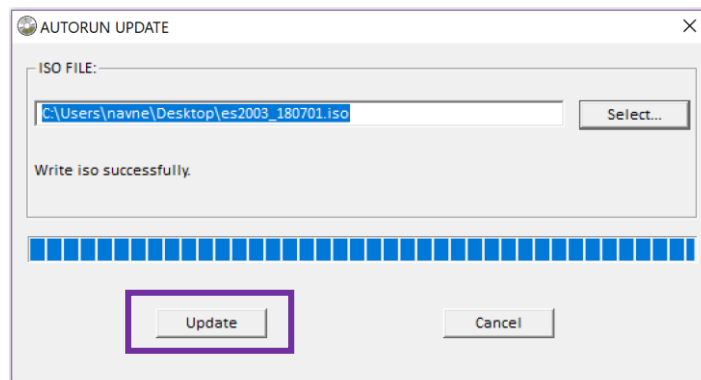 AUTORUN UPDATE
ISO FILE:
C:\Users\navne\Desktop\es2003_180701.iso
Select...
Write iso successfully.
Update
Cancel